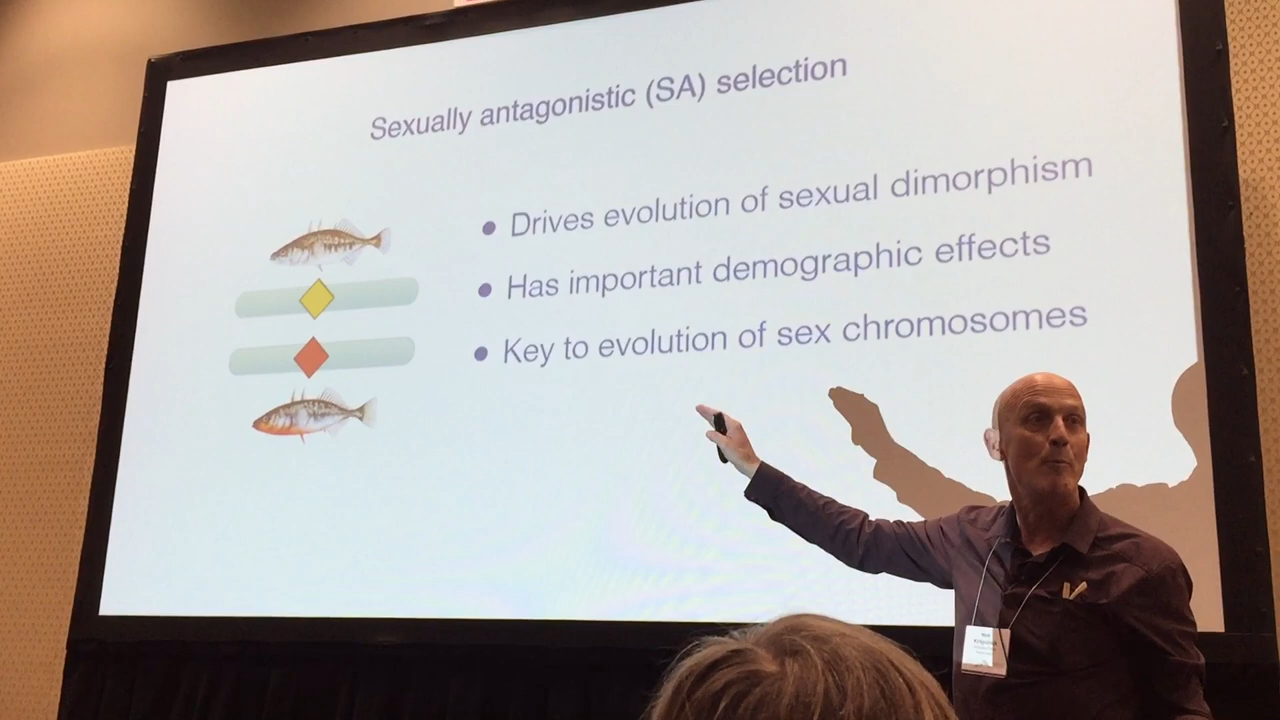 Sexually antagonistic (SA) selection
● Drives evolution of sexual dimorphism
● Has important demographic effects
● Key to evolution of sex chromosomes